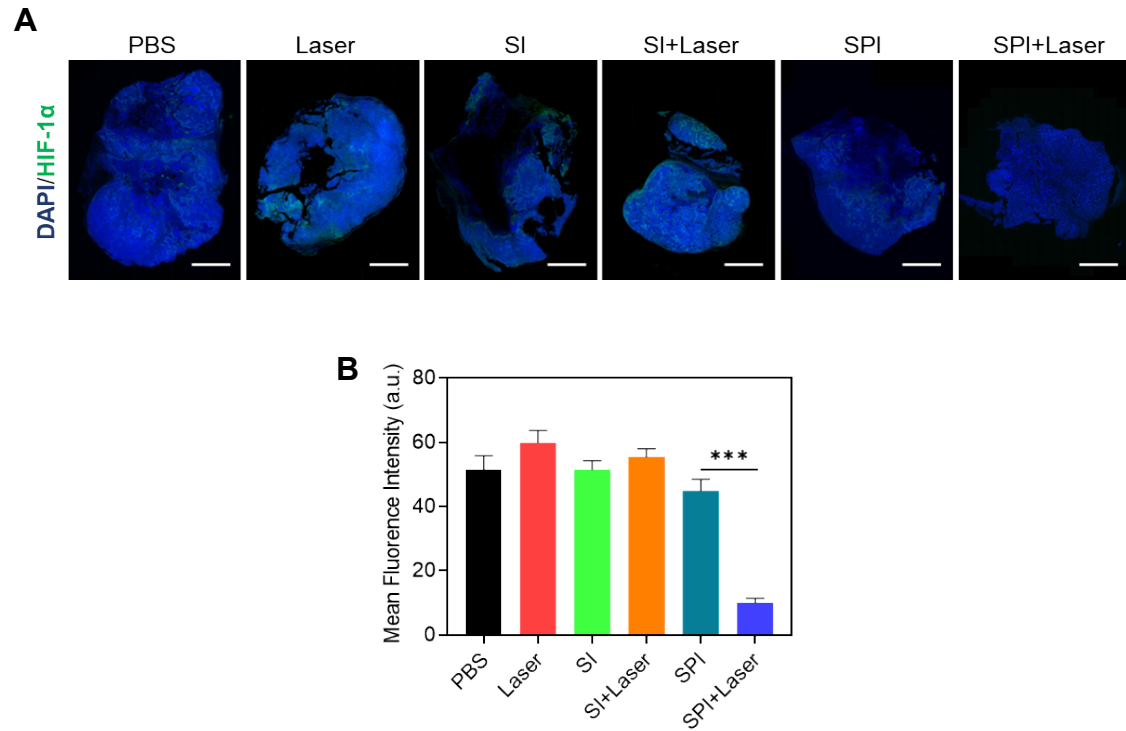 A
PBS Laser SI SI+Laser SPI SPI+Laser
DAPI/HIF-1α
B
Mean Fluorence Intensity (a.u.)
80
60
40
20
0
***
PBS Laser SI SI+Laser SPI SPI+Laser